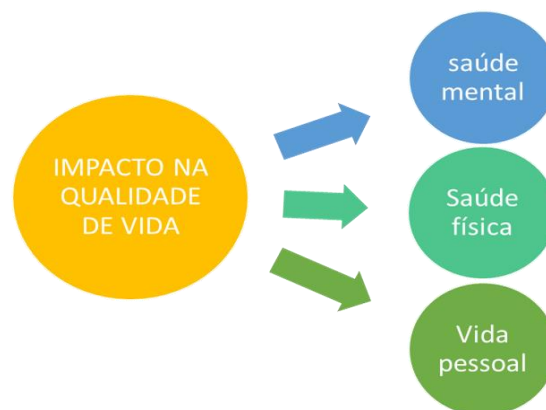 IMPACTO NA
QUALIDADE
DE VIDA
saúde
mental
Saúde
física
Vida
pessoal